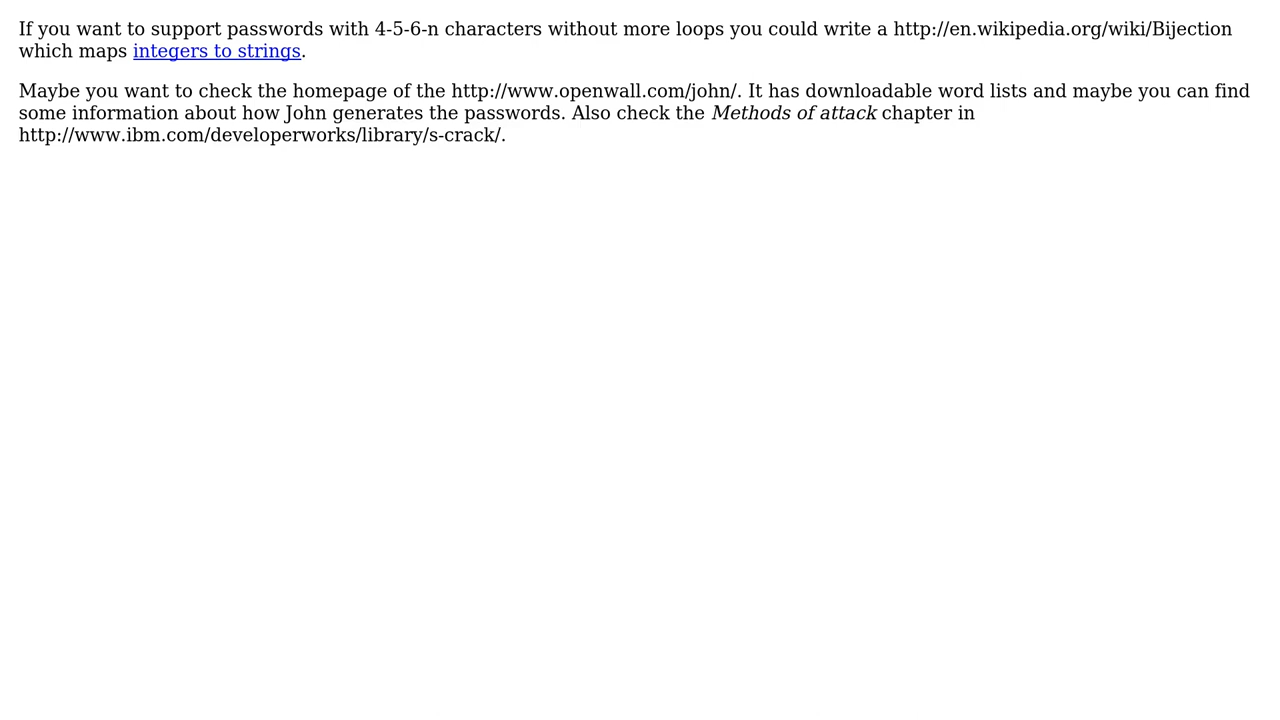 If you want to support passwords with 4-5-6-n characters without more loops you could write a http://en.wikipedia.org/wiki/Bijection
which maps integers to strings.
Maybe you want to check the homepage of the http://www.openwall.com/john/. It has downloadable word lists and maybe you can find
some information about how John generates the passwords. Also check the Methods of attack chapter in
http://www.ibm.com/developerworks/library/s-crack/.